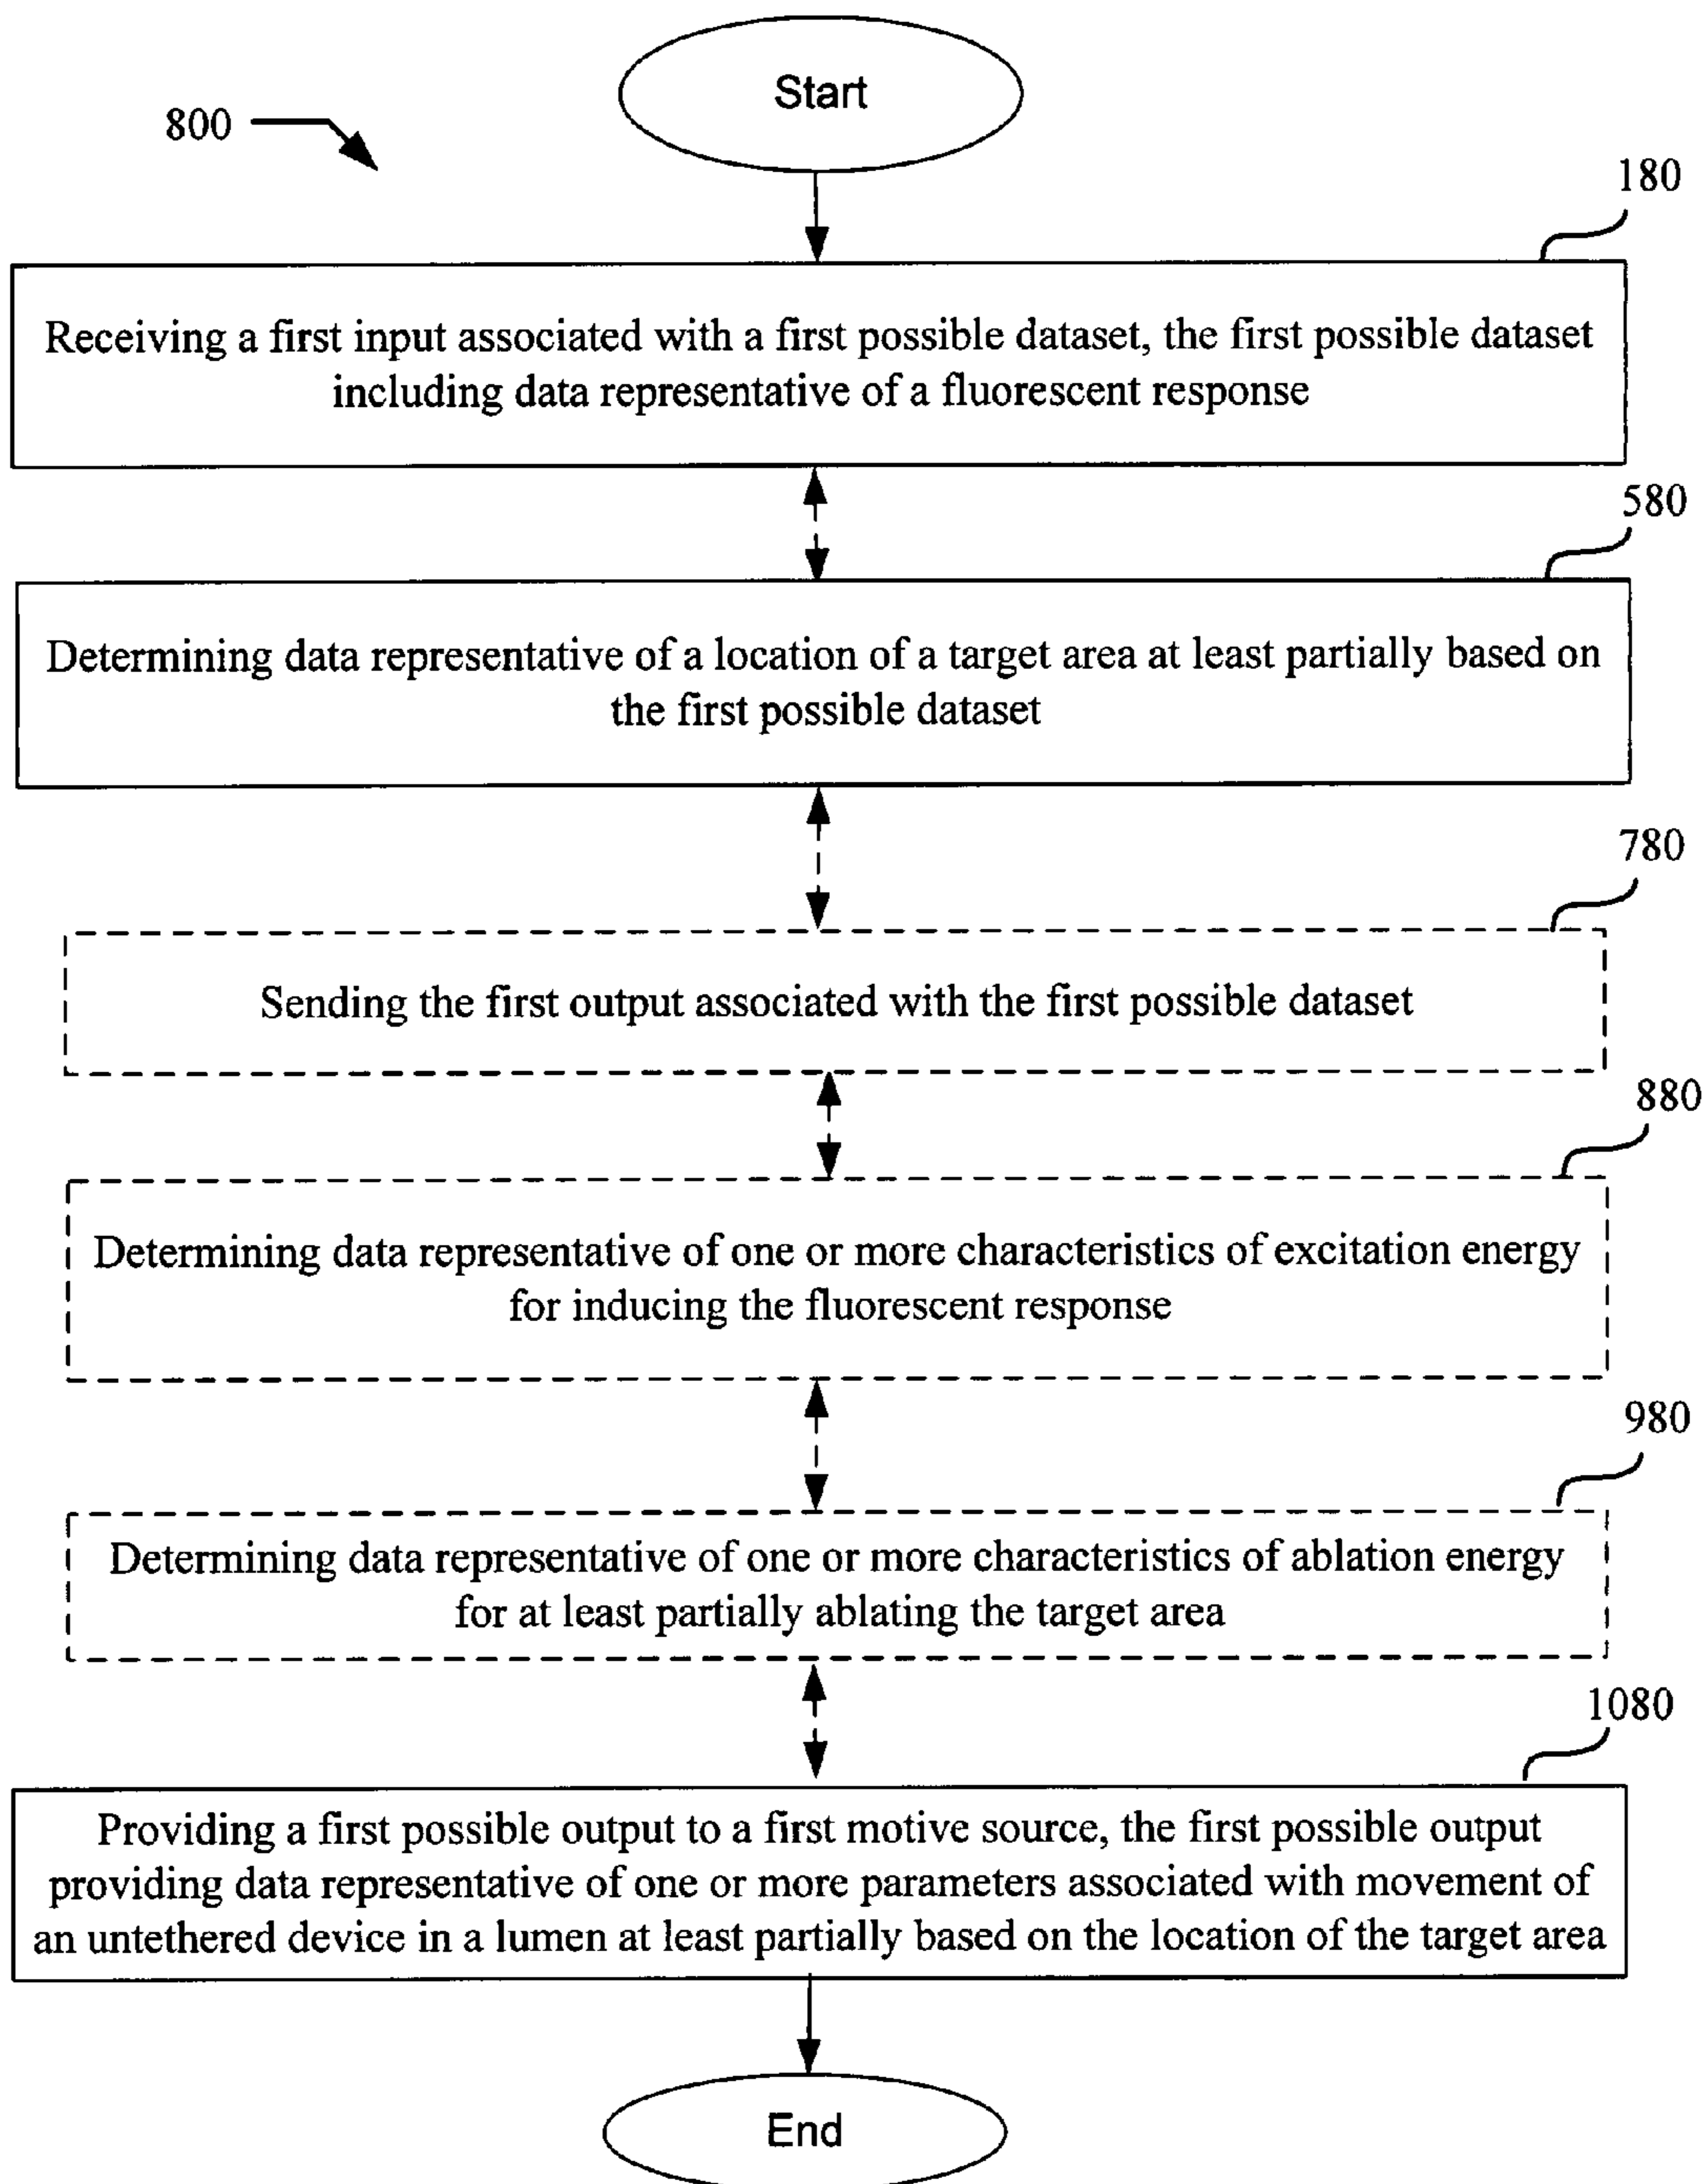 Start
800
180
Receiving a first input associated with a first possible dataset, the first possible dataset
including data representative of a fluorescent response
580
Determining data representative of a location of a target area at least partially based on
the first possible dataset
780
Sending the first output associated with the first possible dataset
880
Determining data representative of one or more characteristics of excitation energy
for inducing the fluorescent response
980
Determining data representative of one or more characteristics of ablation energy
for at least partially ablating the target area
1080
Providing a first possible output to a first motive source, the first possible output
providing data representative of one or more parameters associated with movement of
an untethered device in a lumen at least partially based on the location of the target area
End